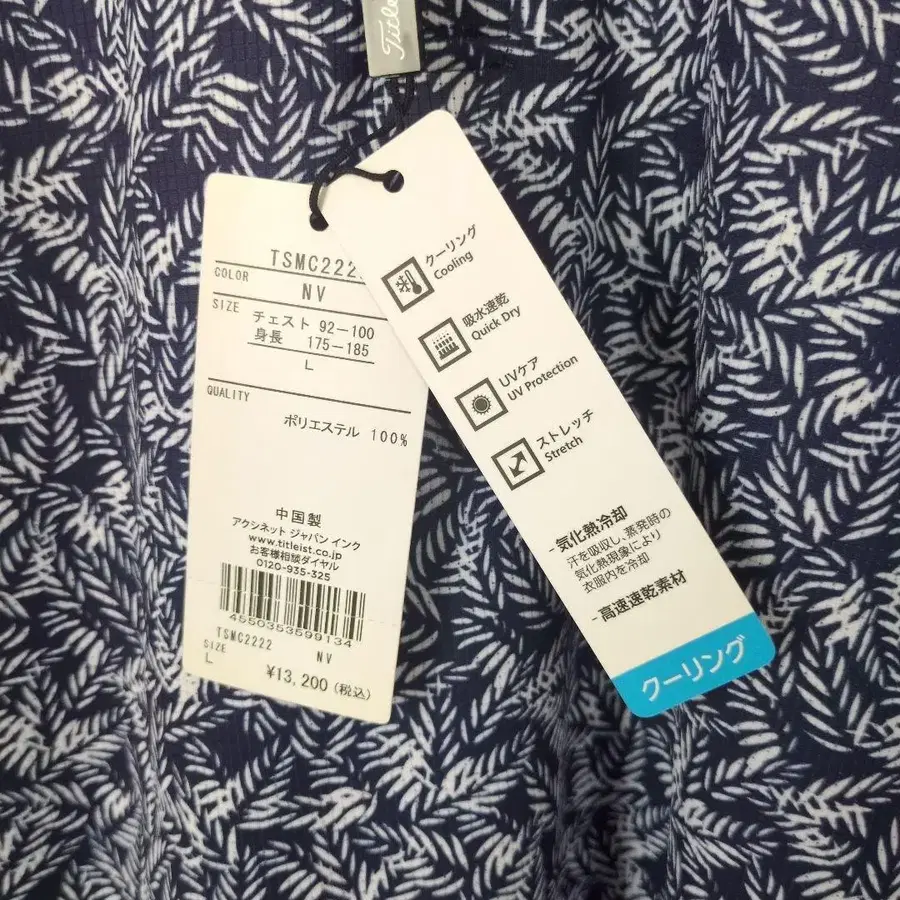 Titleist
TSMC222
COLOR
NV
SIZE
チェスト 92-100
身長 175-185
L
QUALITY
ポリエステル 100%
中国製
アクシネット ジャパン インク
www.titleist.co.jp
お客様相談ダイヤル
0120-935-325
4550353599134
TSMC2222 NV
SIZE
L
¥13,200(税込)
クーリング
Cooling
吸水速乾
Quick Dry
UVケア
UV Protection
ストレッチ
Stretch
-気化熱冷却
汗を吸収し、蒸発時の
気化熱現象により
衣服内を冷却
-高速速乾素材
クーリング